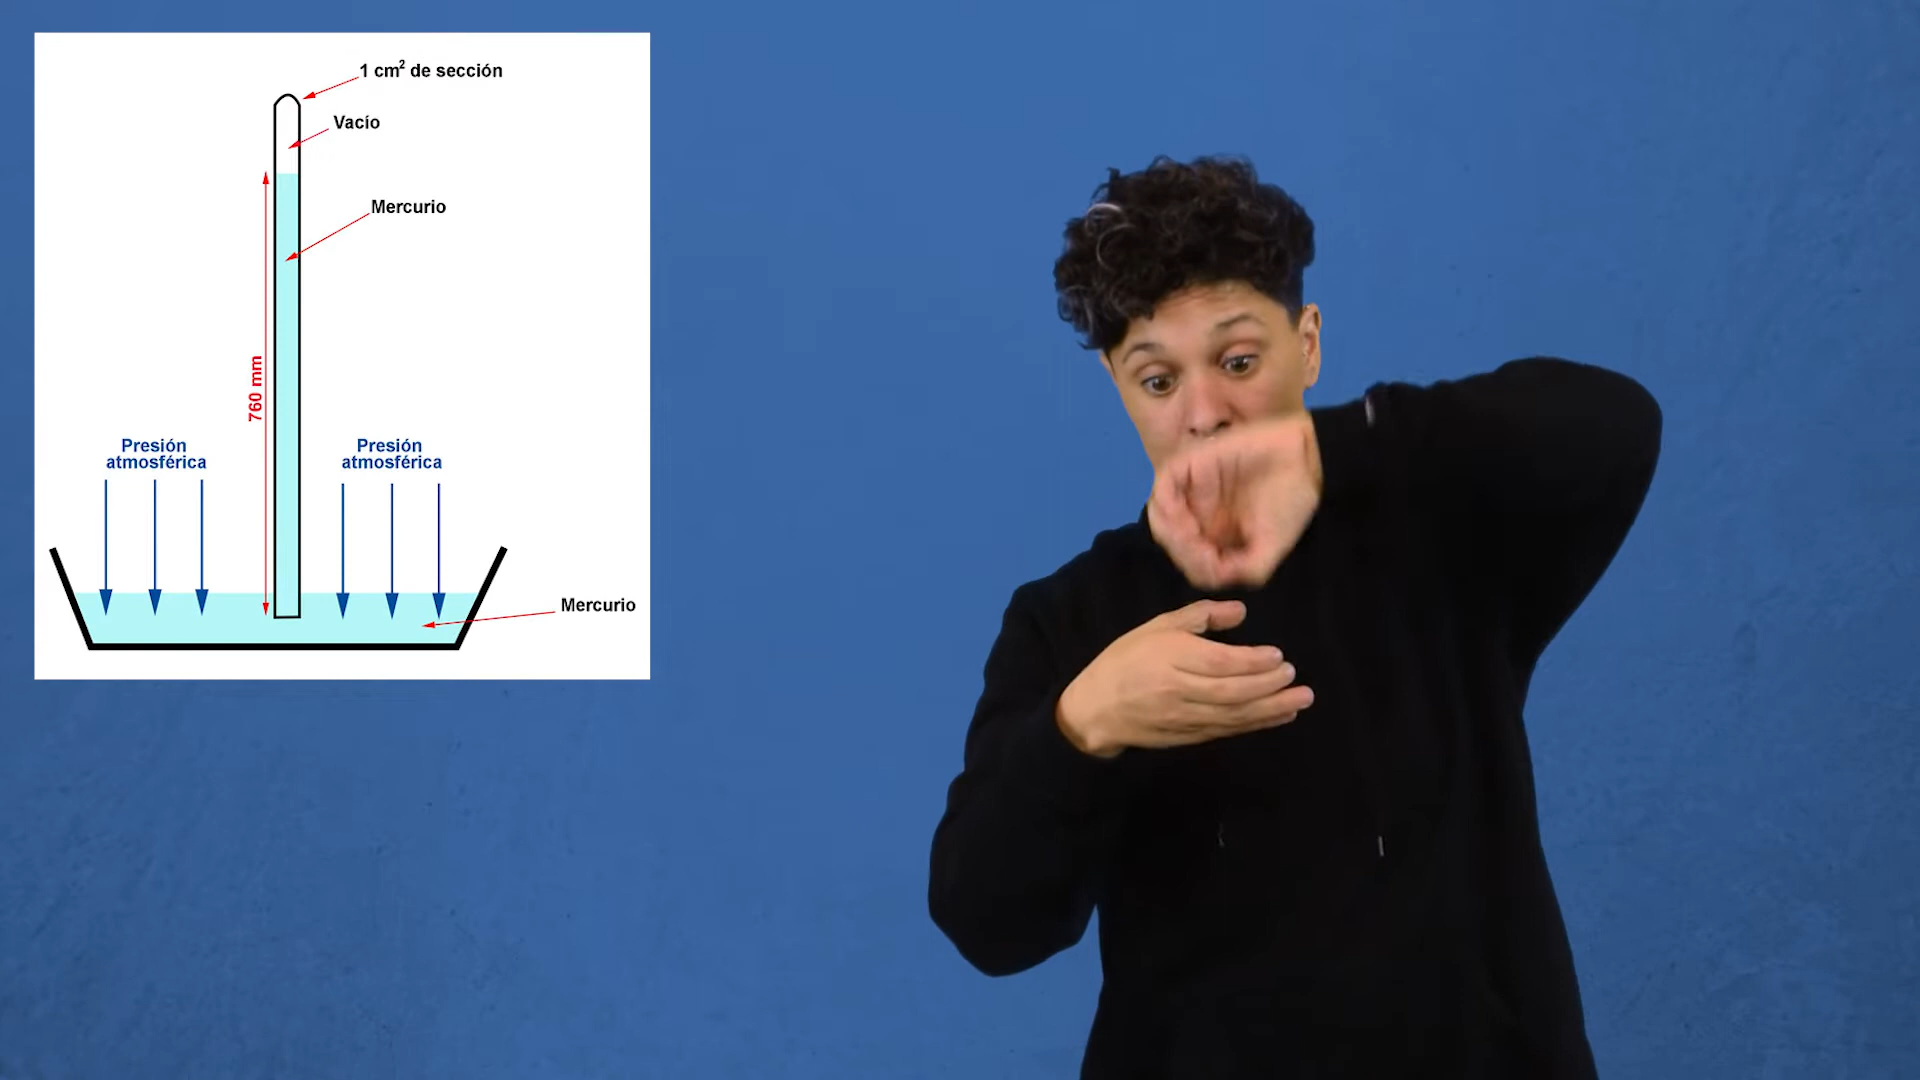 1 cm² de sección
Vacío
Mercurio
760 mm
Presión
atmosférica
Presión
atmosférica
Mercurio